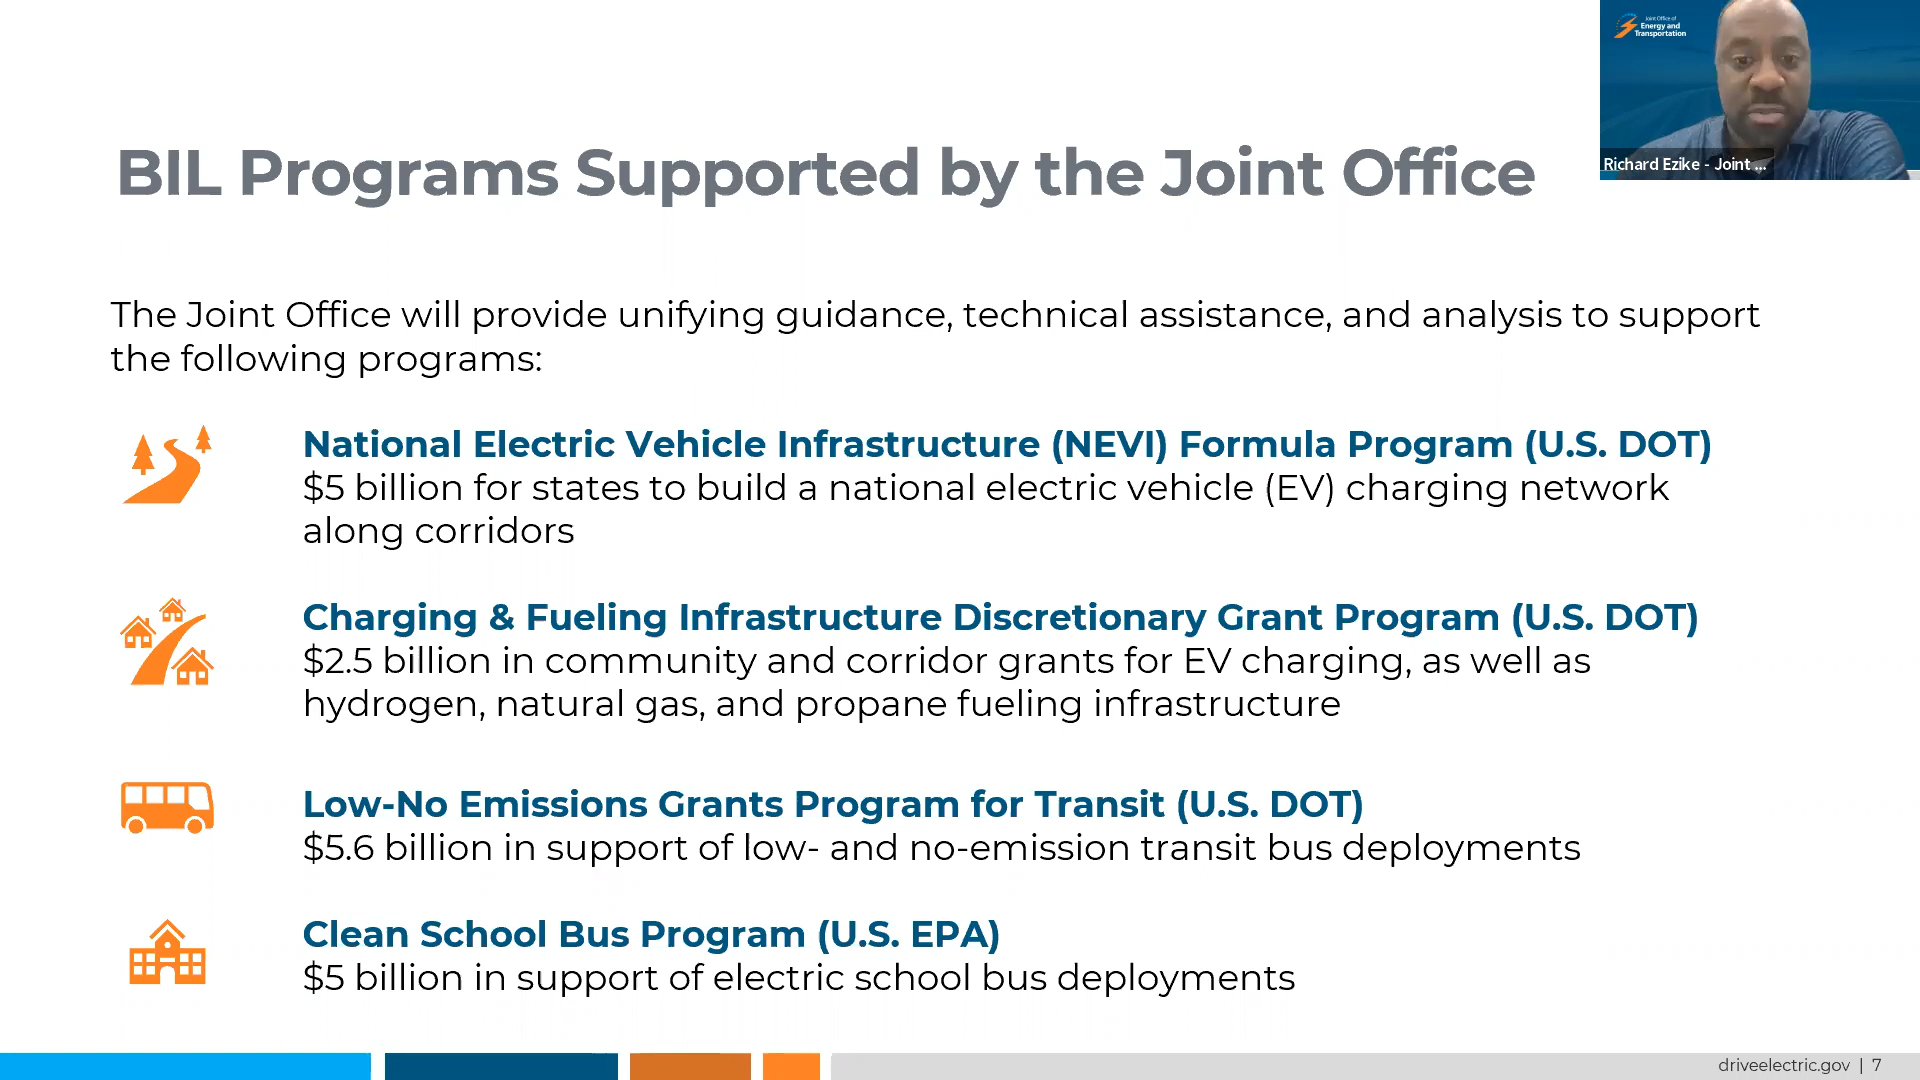 Joint Office of
Energy and
Transportation
Richard Ezike - Joint ...
BIL Programs Supported by the Joint Office
The Joint Office will provide unifying guidance, technical assistance, and analysis to support
the following programs:
National Electric Vehicle Infrastructure (NEVI) Formula Program (U.S. DOT)
$5 billion for states to build a national electric vehicle (EV) charging network
along corridors
Charging & Fueling Infrastructure Discretionary Grant Program (U.S. DOT)
$2.5 billion in community and corridor grants for EV charging, as well as
hydrogen, natural gas, and propane fueling infrastructure
Low-No Emissions Grants Program for Transit (U.S. DOT)
$5.6 billion in support of low- and no-emission transit bus deployments
Clean School Bus Program (U.S. EPA)
$5 billion in support of electric school bus deployments
driveelectric.gov | 7